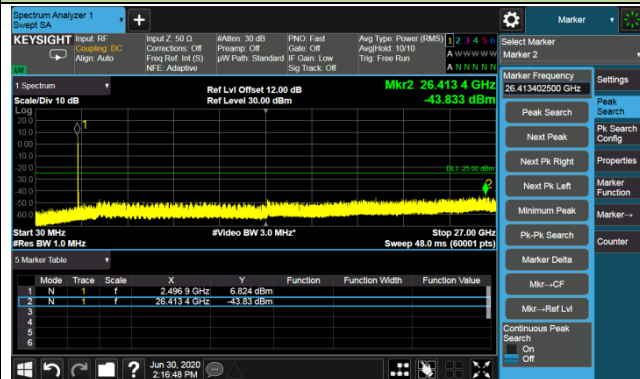 Spectrum Analyzer 1
Swept SA
+
Marker
KEYSIGHT
Input: RF
Coupling: DC
Align: Auto
Input Z: 50 Ω
Corrections: Off
Freq Ref: Int (S)
NFE: Adaptive
#Atten: 30 dB
Preamp: Off
µW Path: Standard
PNO: Fast
Gate: Off
IF Gain: Low
Sig Track: Off
Avg Type: Power (RMS)
Avg|Hold: 10/10
Trig: Free Run
1 2 3 4 5 6
A W W W W W
A N N N N N
Select Marker
Marker 2
1 Spectrum
Scale/Div 10 dB
Ref Lvl Offset 12.00 dB
Ref Level 30.00 dBm
Mkr2 26.413 4 GHz
-43.833 dBm
Log
20.0
10.0
0.00
-10.0
-20.0
-30.0
-40.0
-50.0
-60.0
1
DL1 -25.00 dBm
2
Start 30 MHz
#Res BW 1.0 MHz
#Video BW 3.0 MHz*
Stop 27.00 GHz
Sweep 48.0 ms (60001 pts)
5 Marker Table
Mode Trace Scale X Y Function Function Width Function Value
1 N 1 f 2.496 9 GHz 6.824 dBm
2 N 1 f 26.413 4 GHz -43.83 dBm
3
4
5
6
Marker Frequency
26.413402500 GHz
Peak Search
Next Peak
Next Pk Right
Next Pk Left
Minimum Peak
Pk-Pk Search
Marker Delta
Mkr→CF
Mkr→Ref Lvl
Continuous Peak
Search
On
Off
Settings
Peak
Search
Pk Search
Config
Properties
Marker
Function
Marker→
Counter
?
Jun 30, 2020
2:16:48 PM